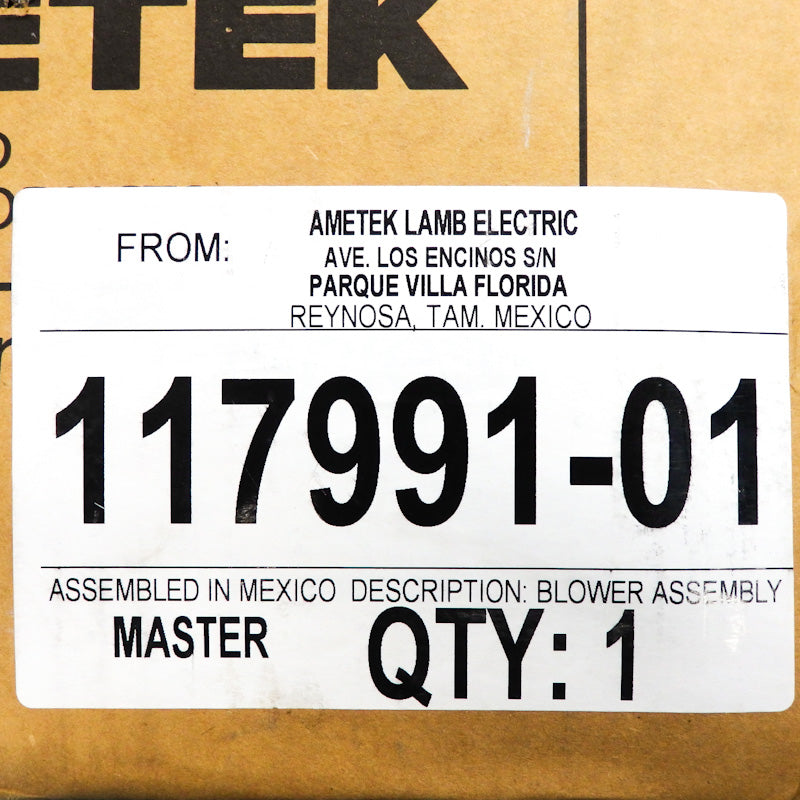 ETEK
FROM:
AMETEK LAMB ELECTRIC
AVE. LOS ENCINOS S/N
PARQUE VILLA FLORIDA
REYNOSA, TAM. MEXICO
117991-01
ASSEMBLED IN MEXICO DESCRIPTION: BLOWER ASSEMBLY
MASTER QTY: 1